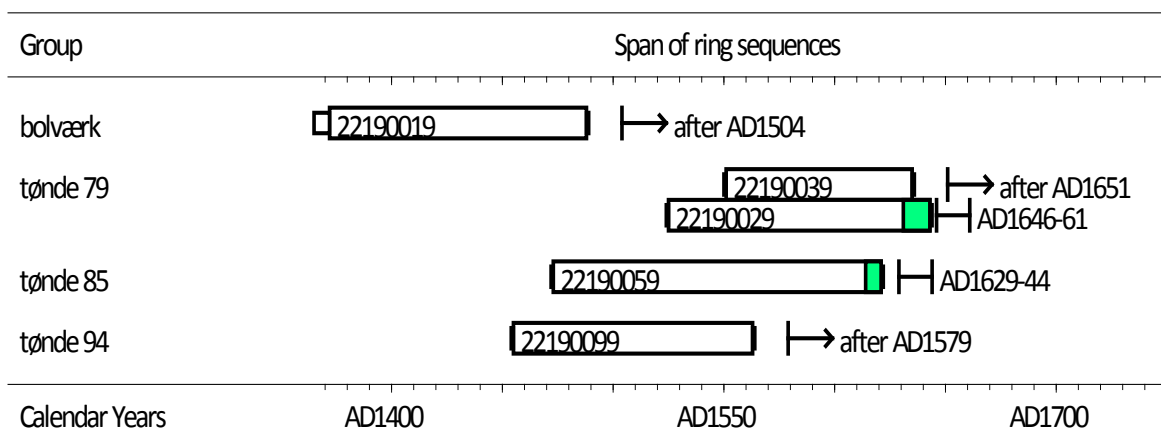 Group Span of ring sequences
bolværk 22190019 after AD1504
tønde 79 22190039 after AD1651
22190029 AD1646-61
tønde 85 22190059 AD1629-44
tønde 94 22190099 after AD1579
Calendar Years AD1400 AD1550 AD1700